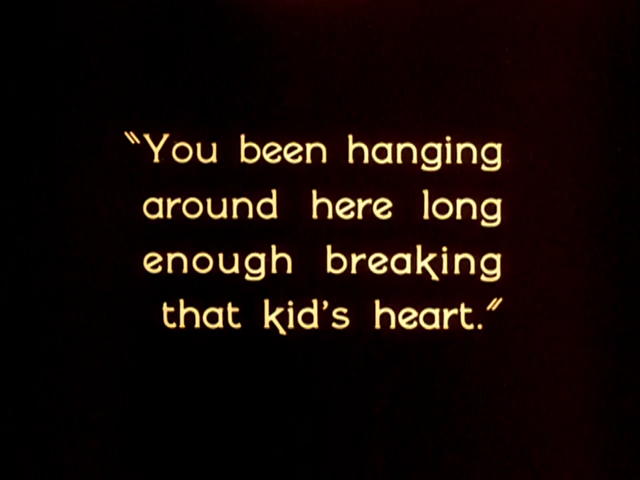 "You been hanging
around here long
enough breaking
that kid's heart."